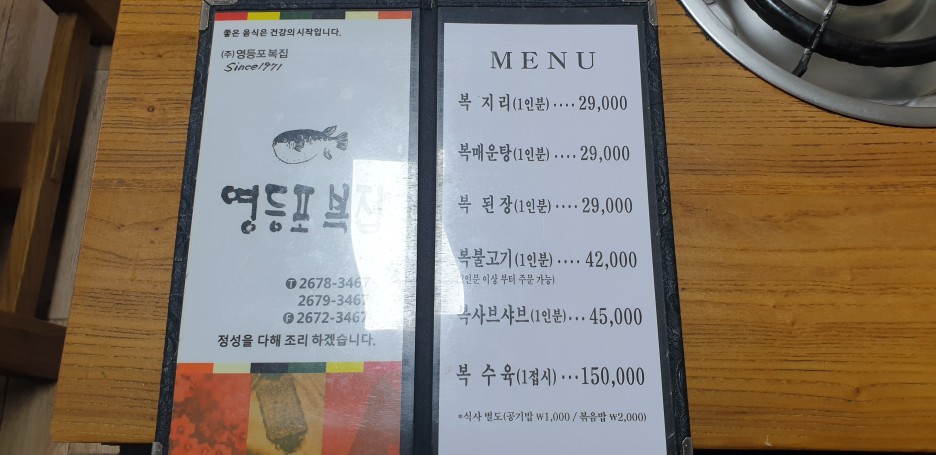 좋은 음식은 건강의 시작입니다.
(주)영등포복집
Since1971
영등포복집
T 2678-3467
2679-3467
F 2672-3467
정성을 다해 조리 하겠습니다.
MENU
복 지리(1인분)····29,000
복매운탕(1인분)····29,000
복 된장(1인분)····29,000
복불고기(1인분)····42,000
인분 이상 부터 주문 가능)
복사브샤브(1인분)···45,000
복 수육(1접시)···150,000
*식사 별도(공기밥 ₩1,000 / 볶음밥 ₩2,000)